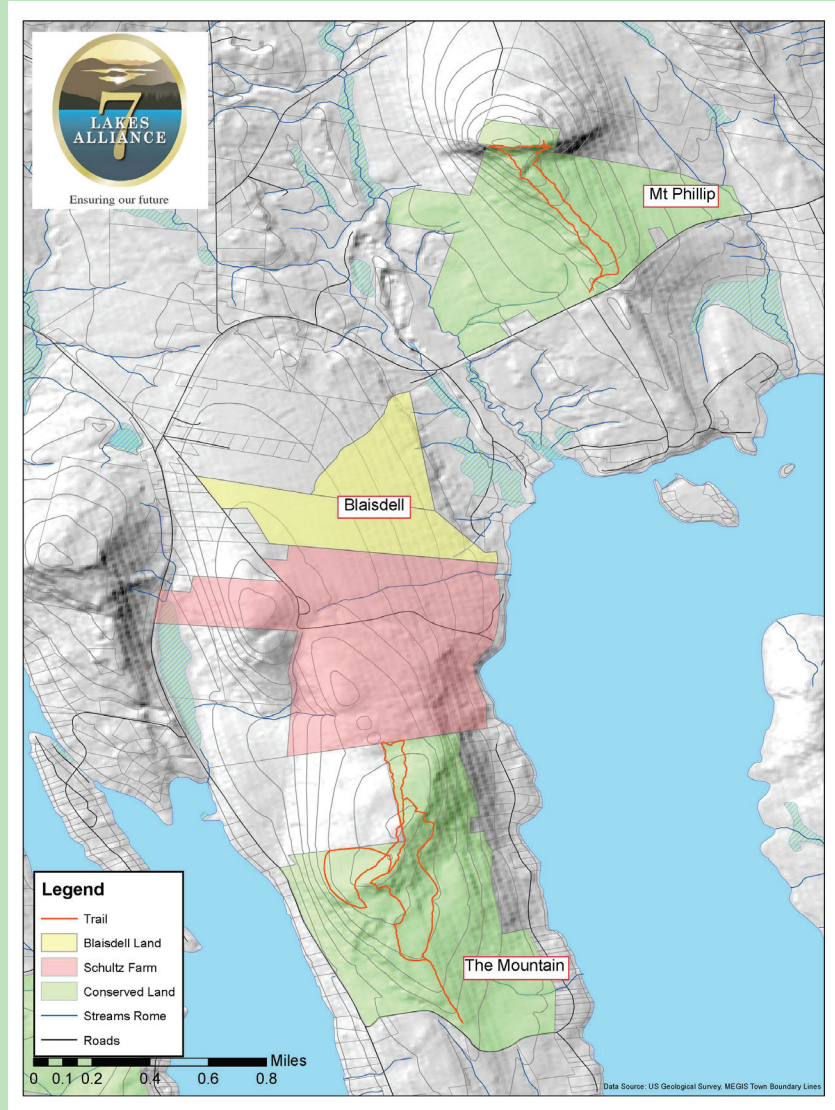 7
LAKES
ALLIANCE
Ensuring our future
Mt Phillip
Blaisdell
The Mountain
Legend
Trail
Blaisdell Land
Schultz Farm
Conserved Land
Streams Rome
Roads
Miles
0 0.1 0.2 0.4 0.6 0.8
Data Source: US Geological Survey, MEGIS Town Boundary Lines